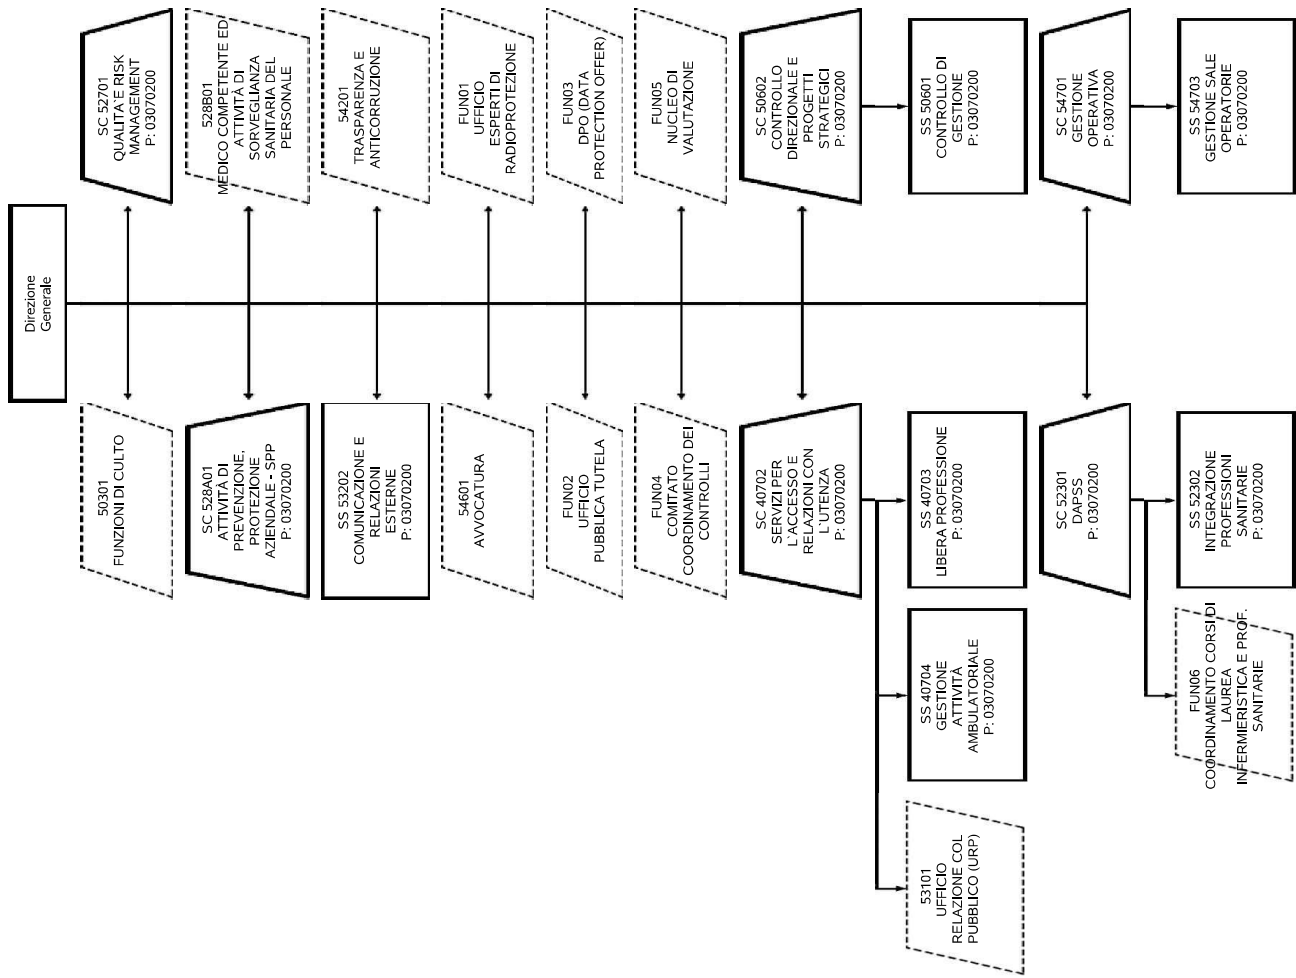 Direzione
Generale
50301
FUNZIONI DI CULTO
SC 52701
QUALITA'E RISK
MANAGEMENT
P: 03070200
SC 528A01
ATTIVITÀ DI
PREVENZIONE,
PROTEZIONE
AZIENDALE - SPP
P: 03070200
528B01
MEDICO COMPETENTE ED
ATTIVITÀ DI
SORVEGLIANZA
SANITARIA DEL
PERSONALE
SS 53202
COMUNICAZIONE E
RELAZIONI
ESTERNE
P: 03070200
54201
TRASPARENZA E
ANTICORRUZIONE
54601
AVVOCATURA
FUN01
UFFICIO
ESPERTI DI
RADIOPROTEZIONE
FUN02
UFFICIO
PUBBLICA TUTELA
FUN03
DPO (DATA
PROTECTION OFFER)
FUN04
COMITATO
COORDINAMENTO DEI
CONTROLLI
FUN05
NUCLEO DI
VALUTAZIONE
SC 40702
SERVIZI PER
L`ACCESSO E
RELAZIONI CON
L`UTENZA
P: 03070200
SC 50602
CONTROLLO
DIREZIONALE E
PROGETTI
STRATEGICI
P: 03070200
SS 40703
LIBERA PROFESSIONE
P: 03070200
SS 40704
GESTIONE
ATTIVITÀ
AMBULATORIALE
P: 03070200
53101
UFFICIO
RELAZIONE COL
PUBBLICO (URP)
SS 50601
CONTROLLO DI
GESTIONE
P: 03070200
SC 52301
DAPSS
P: 03070200
SC 54701
GESTIONE
OPERATIVA
P: 03070200
SS 52302
INTEGRAZIONE
PROFESSIONI
SANITARIE
P: 03070200
FUN06
COORDINAMENTO CORSI DI
LAUREA
INFERMIERISTICA E PROF.
SANITARIE
SS 54703
GESTIONE SALE
OPERATORIE
P: 03070200